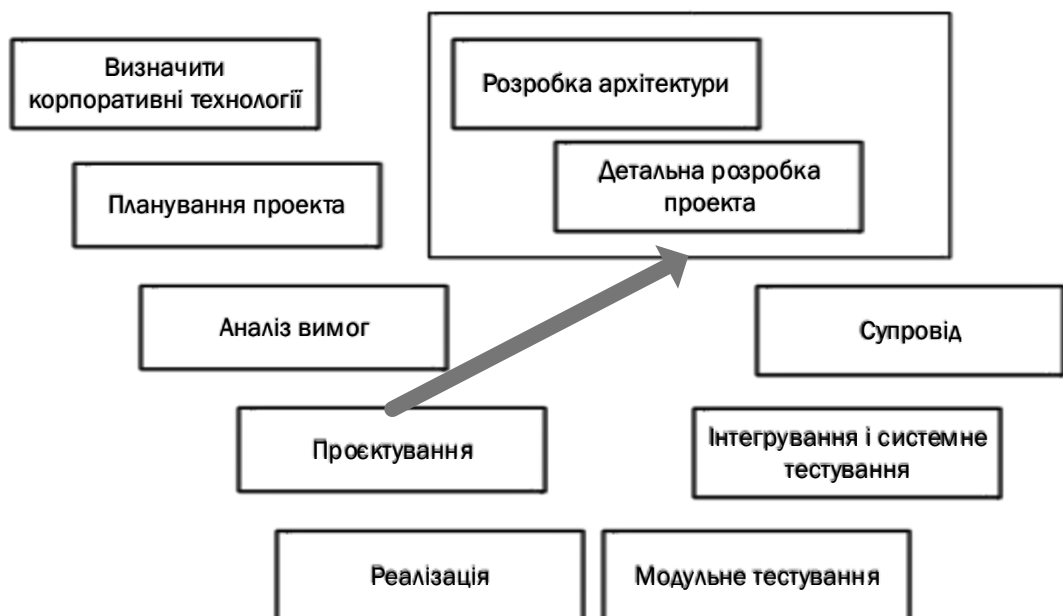 Визначити
корпоративні технології
Розробка архітектури
Детальна розробка
проекта
Планування проекта
Аналіз вимог
Супровід
Проєктування
Інтегрування і системне
тестування
Реалізація
Модульне тестування